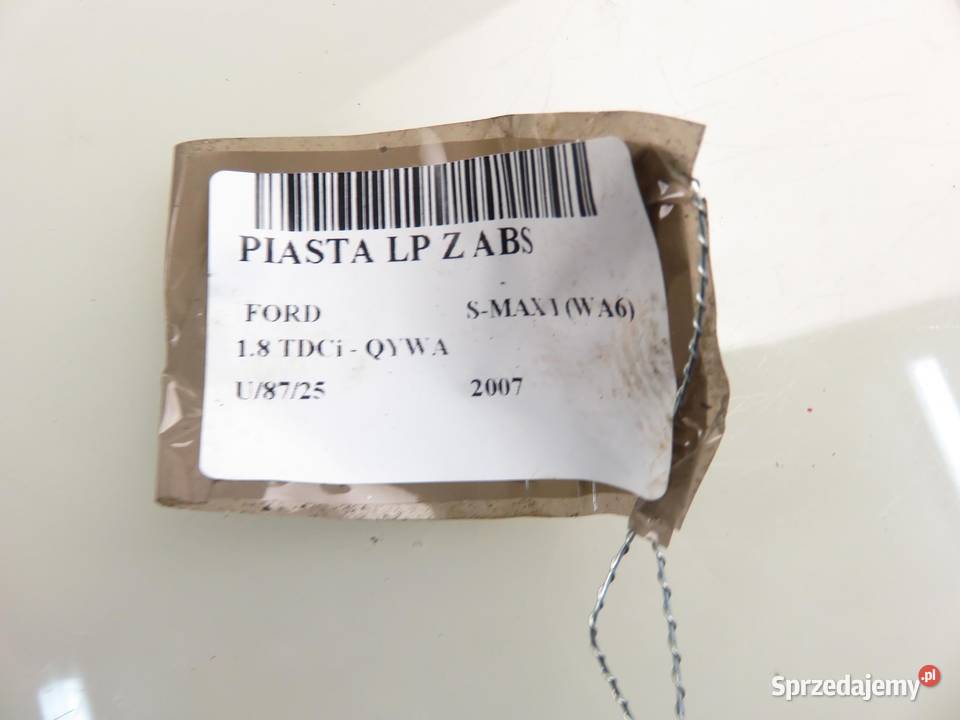 PIASTA LP Z ABS
FORD S-MAX I (WA6)
1.8 TDCi - QYWA
U/87/25 2007
Sprzedajemy.pl